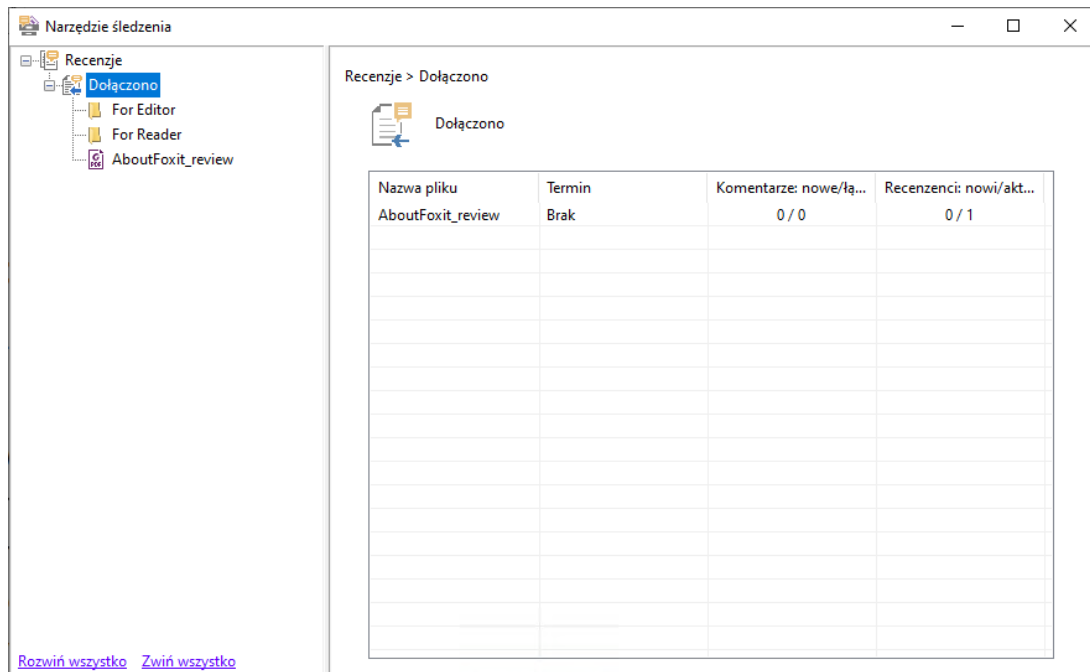 Narzędzie śledzenia
Recenzje
Dołączono
For Editor
For Reader
AboutFoxit_review
Rozwiń wszystko Zwiń wszystko
Recenzje > Dołączono
Dołączono
Nazwa pliku Termin Komentarze: nowe/łą... Recenzenci: nowi/akt...
AboutFoxit_review Brak 0 / 0 0 / 1